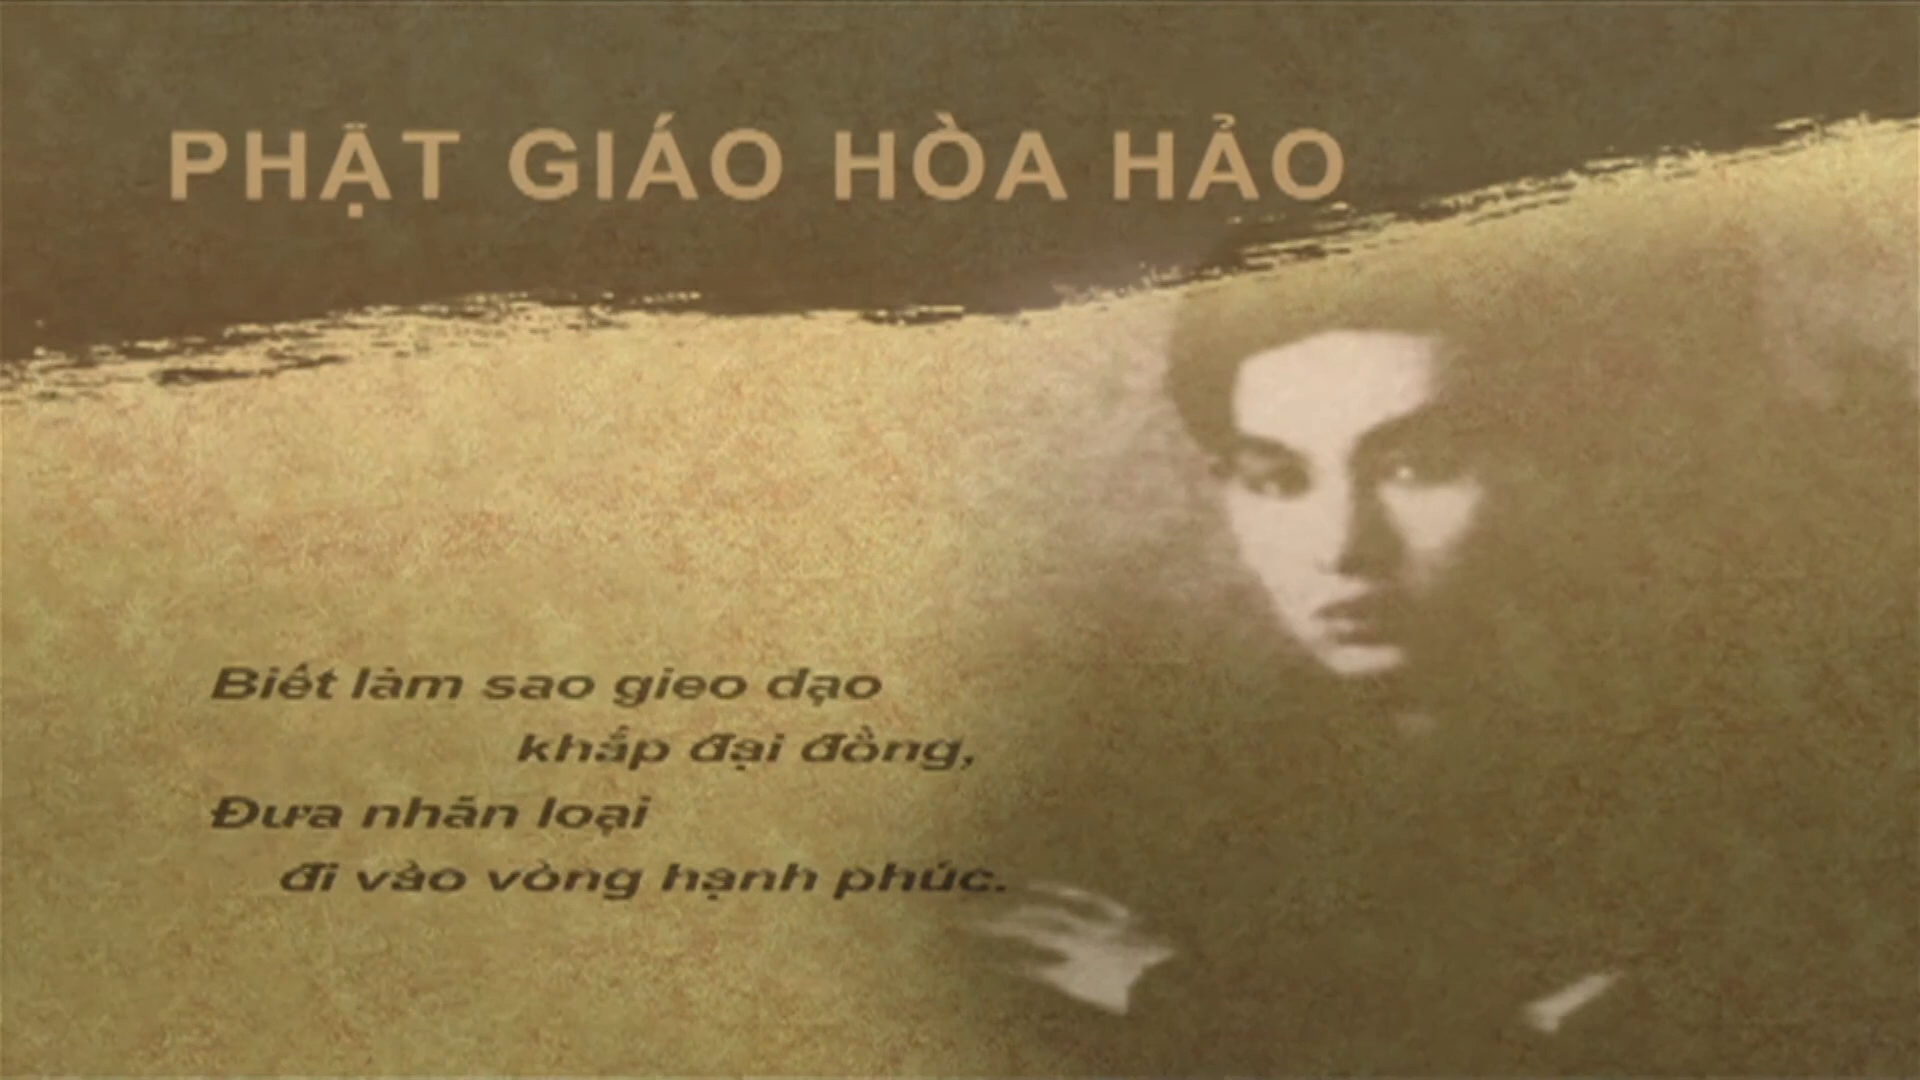 PHẬT GIÁO HÒA HẢO
Biết làm sao gieo đạo
khắp đại đồng,
Đưa nhân loại
đi vào vòng hạnh phúc.